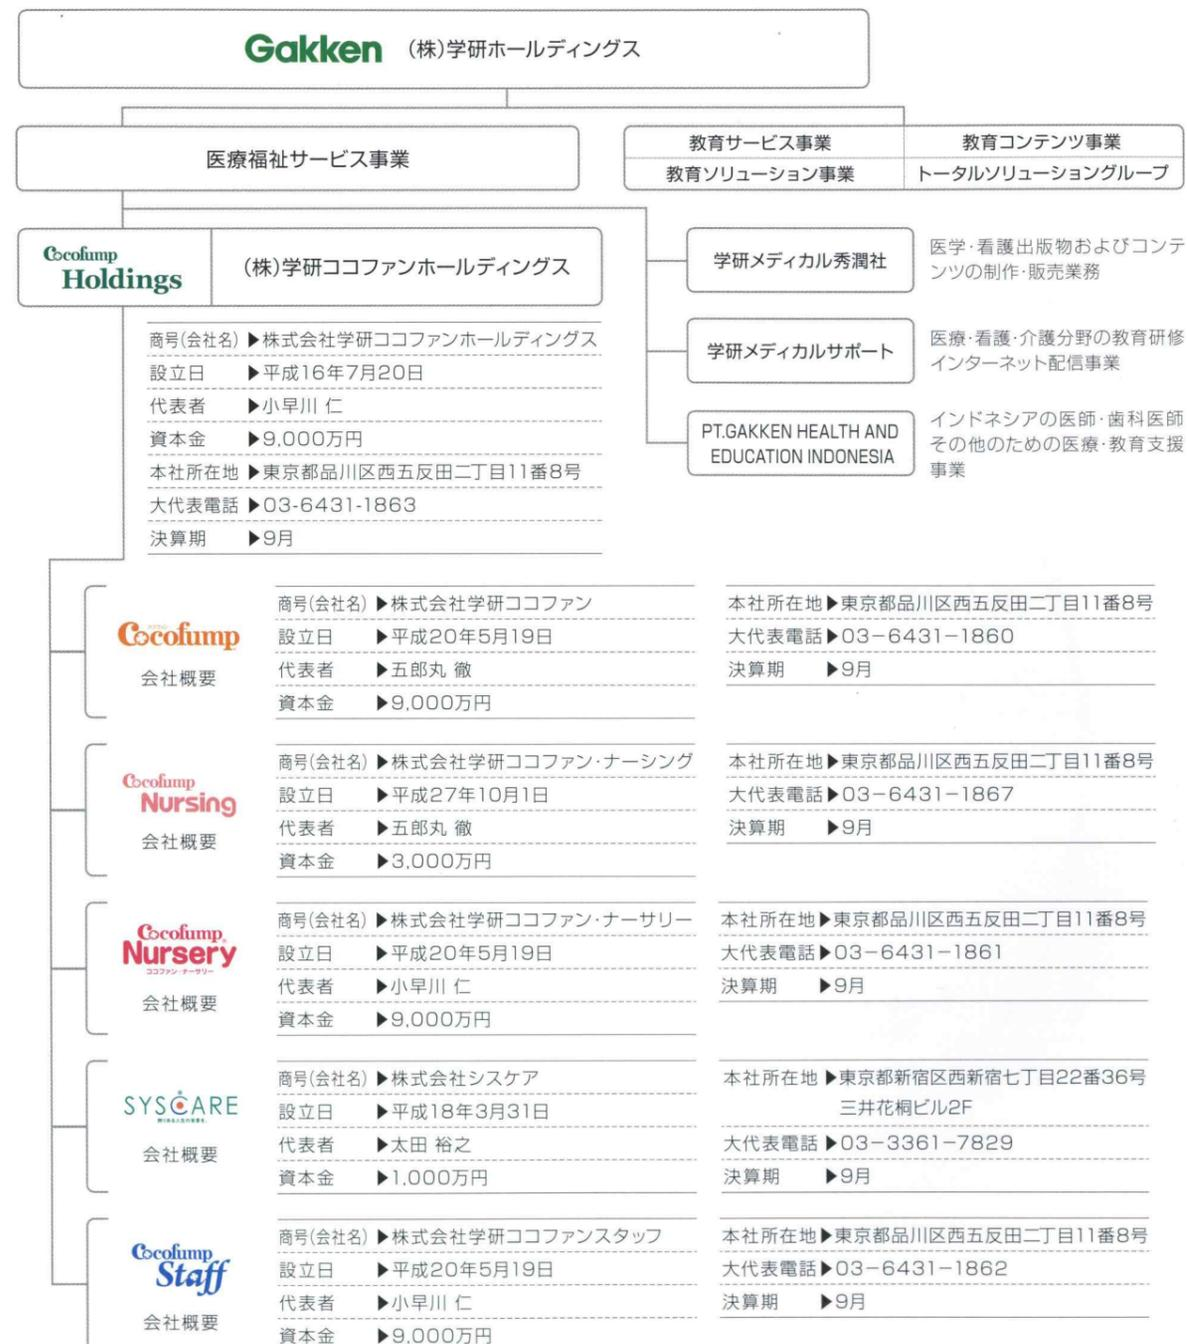 Gakken (株)学研ホールディングス
医療福祉サービス事業
教育サービス事業 教育コンテンツ事業
教育ソリューション事業 トータルソリューショングループ
Cocofump
Holdings
(株)学研ココファンホールディングス
学研メディカル秀潤社
医学・看護出版物およびコンテ
ンツの制作・販売業務
学研メディカルサポート
医療・看護・介護分野の教育研修
インターネット配信事業
PT.GAKKEN HEALTH AND
EDUCATION INDONESIA
インドネシアの医師・歯科医師
その他のための医療・教育支援
事業
商号(会社名) ▶株式会社学研ココファンホールディングス
設立日 ▶平成16年7月20日
代表者 ▶小早川 仁
資本金 ▶9,000万円
本社所在地 ▶東京都品川区西五反田二丁目11番8号
大代表電話 ▶03-6431-1863
決算期 ▶9月
Cocofump
会社概要
商号(会社名) ▶株式会社学研ココファン
設立日 ▶平成20年5月19日
代表者 ▶五郎丸 徹
資本金 ▶9,000万円
本社所在地▶東京都品川区西五反田二丁目11番8号
大代表電話▶03−6431−1860
決算期 ▶9月
Cocofump
Nursing
会社概要
商号(会社名) ▶株式会社学研ココファン・ナーシング
設立日 ▶平成27年10月1日
代表者 ▶五郎丸 徹
資本金 ▶3,000万円
本社所在地▶東京都品川区西五反田二丁目11番8号
大代表電話▶03−6431−1867
決算期 ▶9月
Cocofump
Nursery
ココファン・ナーサリー
会社概要
商号(会社名) ▶株式会社学研ココファン・ナーサリー
設立日 ▶平成20年5月19日
代表者 ▶小早川 仁
資本金 ▶9,000万円
本社所在地▶東京都品川区西五反田二丁目11番8号
大代表電話▶03−6431−1861
決算期 ▶9月
SYSCARE
会社概要
商号(会社名) ▶株式会社シスケア
設立日 ▶平成18年3月31日
代表者 ▶太田 裕之
資本金 ▶1,000万円
本社所在地 ▶東京都新宿区西新宿七丁目22番36号
三井花桐ビル2F
大代表電話 ▶03−3361−7829
決算期 ▶9月
Cocofump
Staff
会社概要
商号(会社名) ▶株式会社学研ココファンスタッフ
設立日 ▶平成20年5月19日
代表者 ▶小早川 仁
資本金 ▶9,000万円
本社所在地▶東京都品川区西五反田二丁目11番8号
大代表電話▶03−6431−1862
決算期 ▶9月